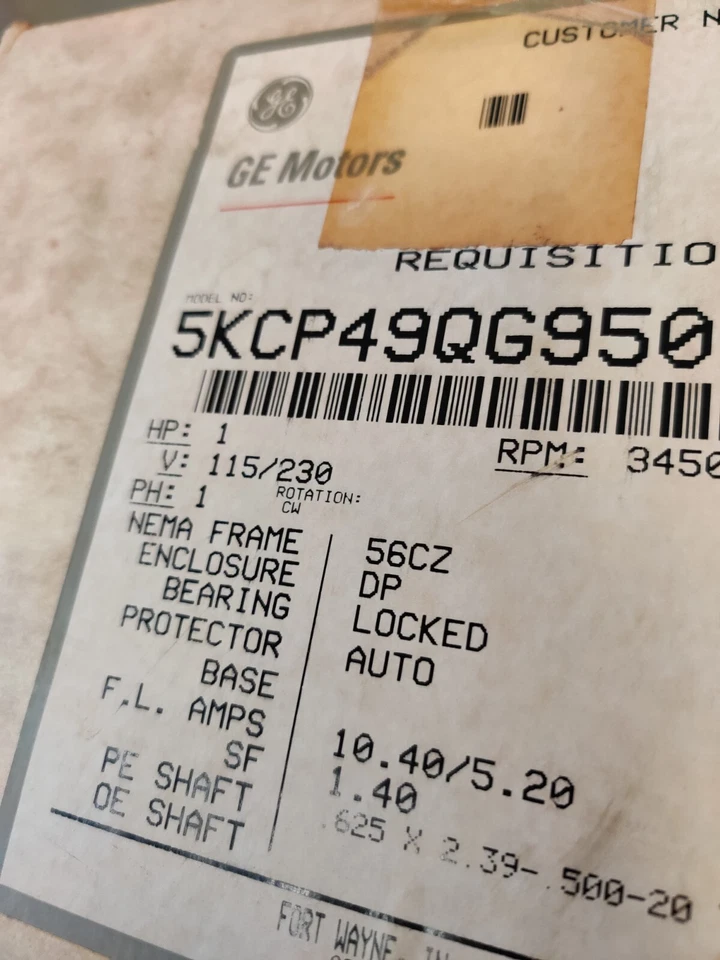 CUSTOMER N
GE
GE Motors
REQUISITIO
MODEL NO:
5KCP49QG950
HP: 1
RPM: 3450
V: 115/230
PH: 1
ROTATION:
CW
NEMA FRAME 56CZ
ENCLOSURE DP
BEARING LOCKED
PROTECTOR AUTO
BASE
F.L. AMPS 10.40/5.20
SF 1.40
PE SHAFT .625 X 2.39-.500-20
OE SHAFT
FORT WAYNE, IN